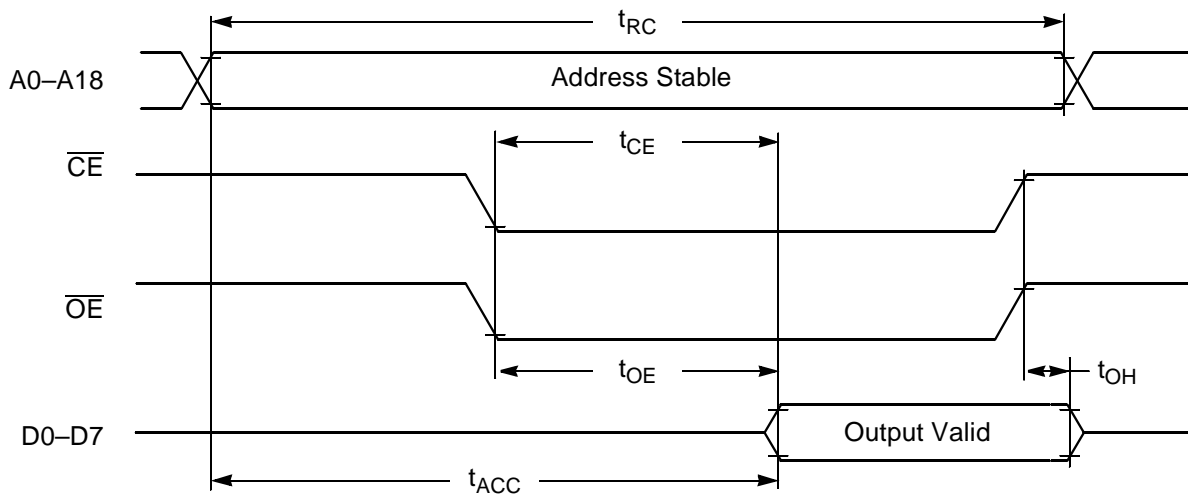 tRC
A0–A18
Address Stable
tCE
CE
OE
tOE
tOH
D0–D7
Output Valid
tACC